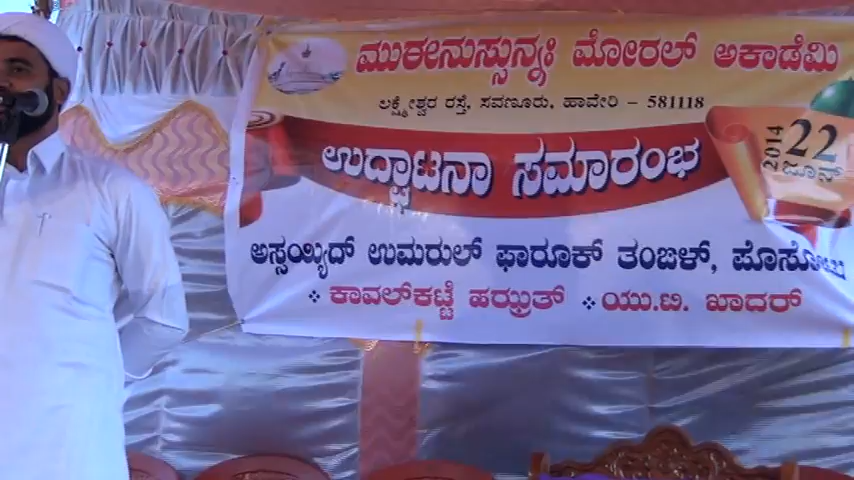 ಮುಈನುಸ್ಸುನ್ನಃ ಮೋರಲ್ ಅಕಾಡೆಮಿ
ಲಕ್ಷ್ಮೇಶ್ವರ ರಸ್ತೆ, ಸವಣೂರು, ಹಾವೇರಿ – 581118
ಉದ್ಘಾಟನಾ ಸಮಾರಂಭ
2014 ಜೂನ್ 22
ಅಸ್ಸಯ್ಯಿದ್ ಉಮರುಲ್ ಫಾರೂಕ್ ತಂಙಳ್, ಪೊಸೋಟು
❖ ಕಾವಲ್‌ಕಟ್ಟೆ ಹಝ್ರತ್ ❖ಯು.ಟಿ. ಖಾದರ್